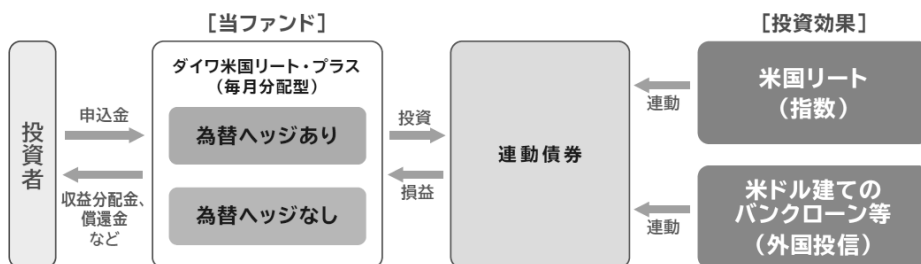 [当ファンド]
[投資効果]
投資者
申込金
収益分配金、
償還金
など
ダイワ米国リート・プラス
(毎月分配型)
為替ヘッジあり
為替ヘッジなし
投資
損益
連動債券
連動
連動
米国リート
(指数)
米ドル建ての
バンクローン等
(外国投信)